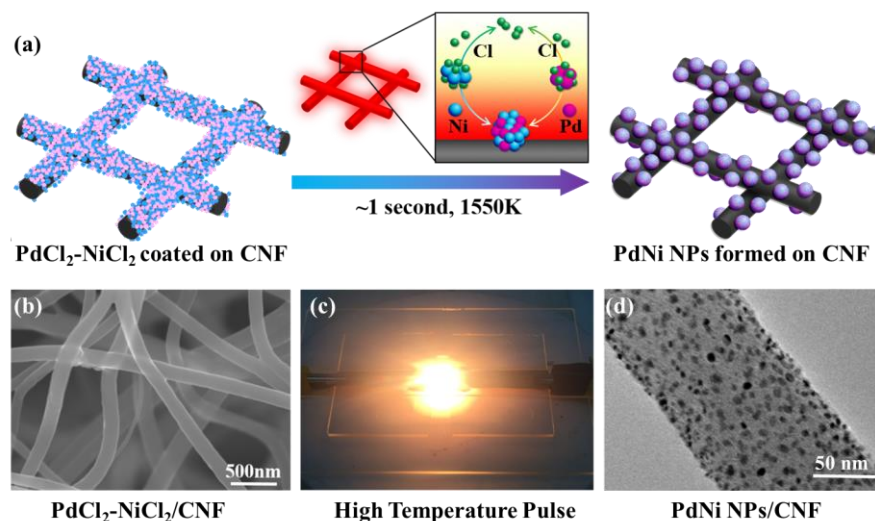 (a)
Cl
Cl
Ni
Pd
~1 second, 1550K
PdCl₂-NiCl₂ coated on CNF
PdNi NPs formed on CNF
(b)
(c)
(d)
500nm
50 nm
PdCl₂-NiCl₂/CNF
High Temperature Pulse
PdNi NPs/CNF